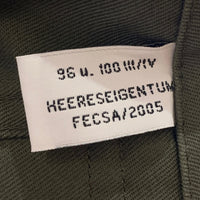 96 u. 100 III/IV
HEERESEIGENTUM
FECSA/2005